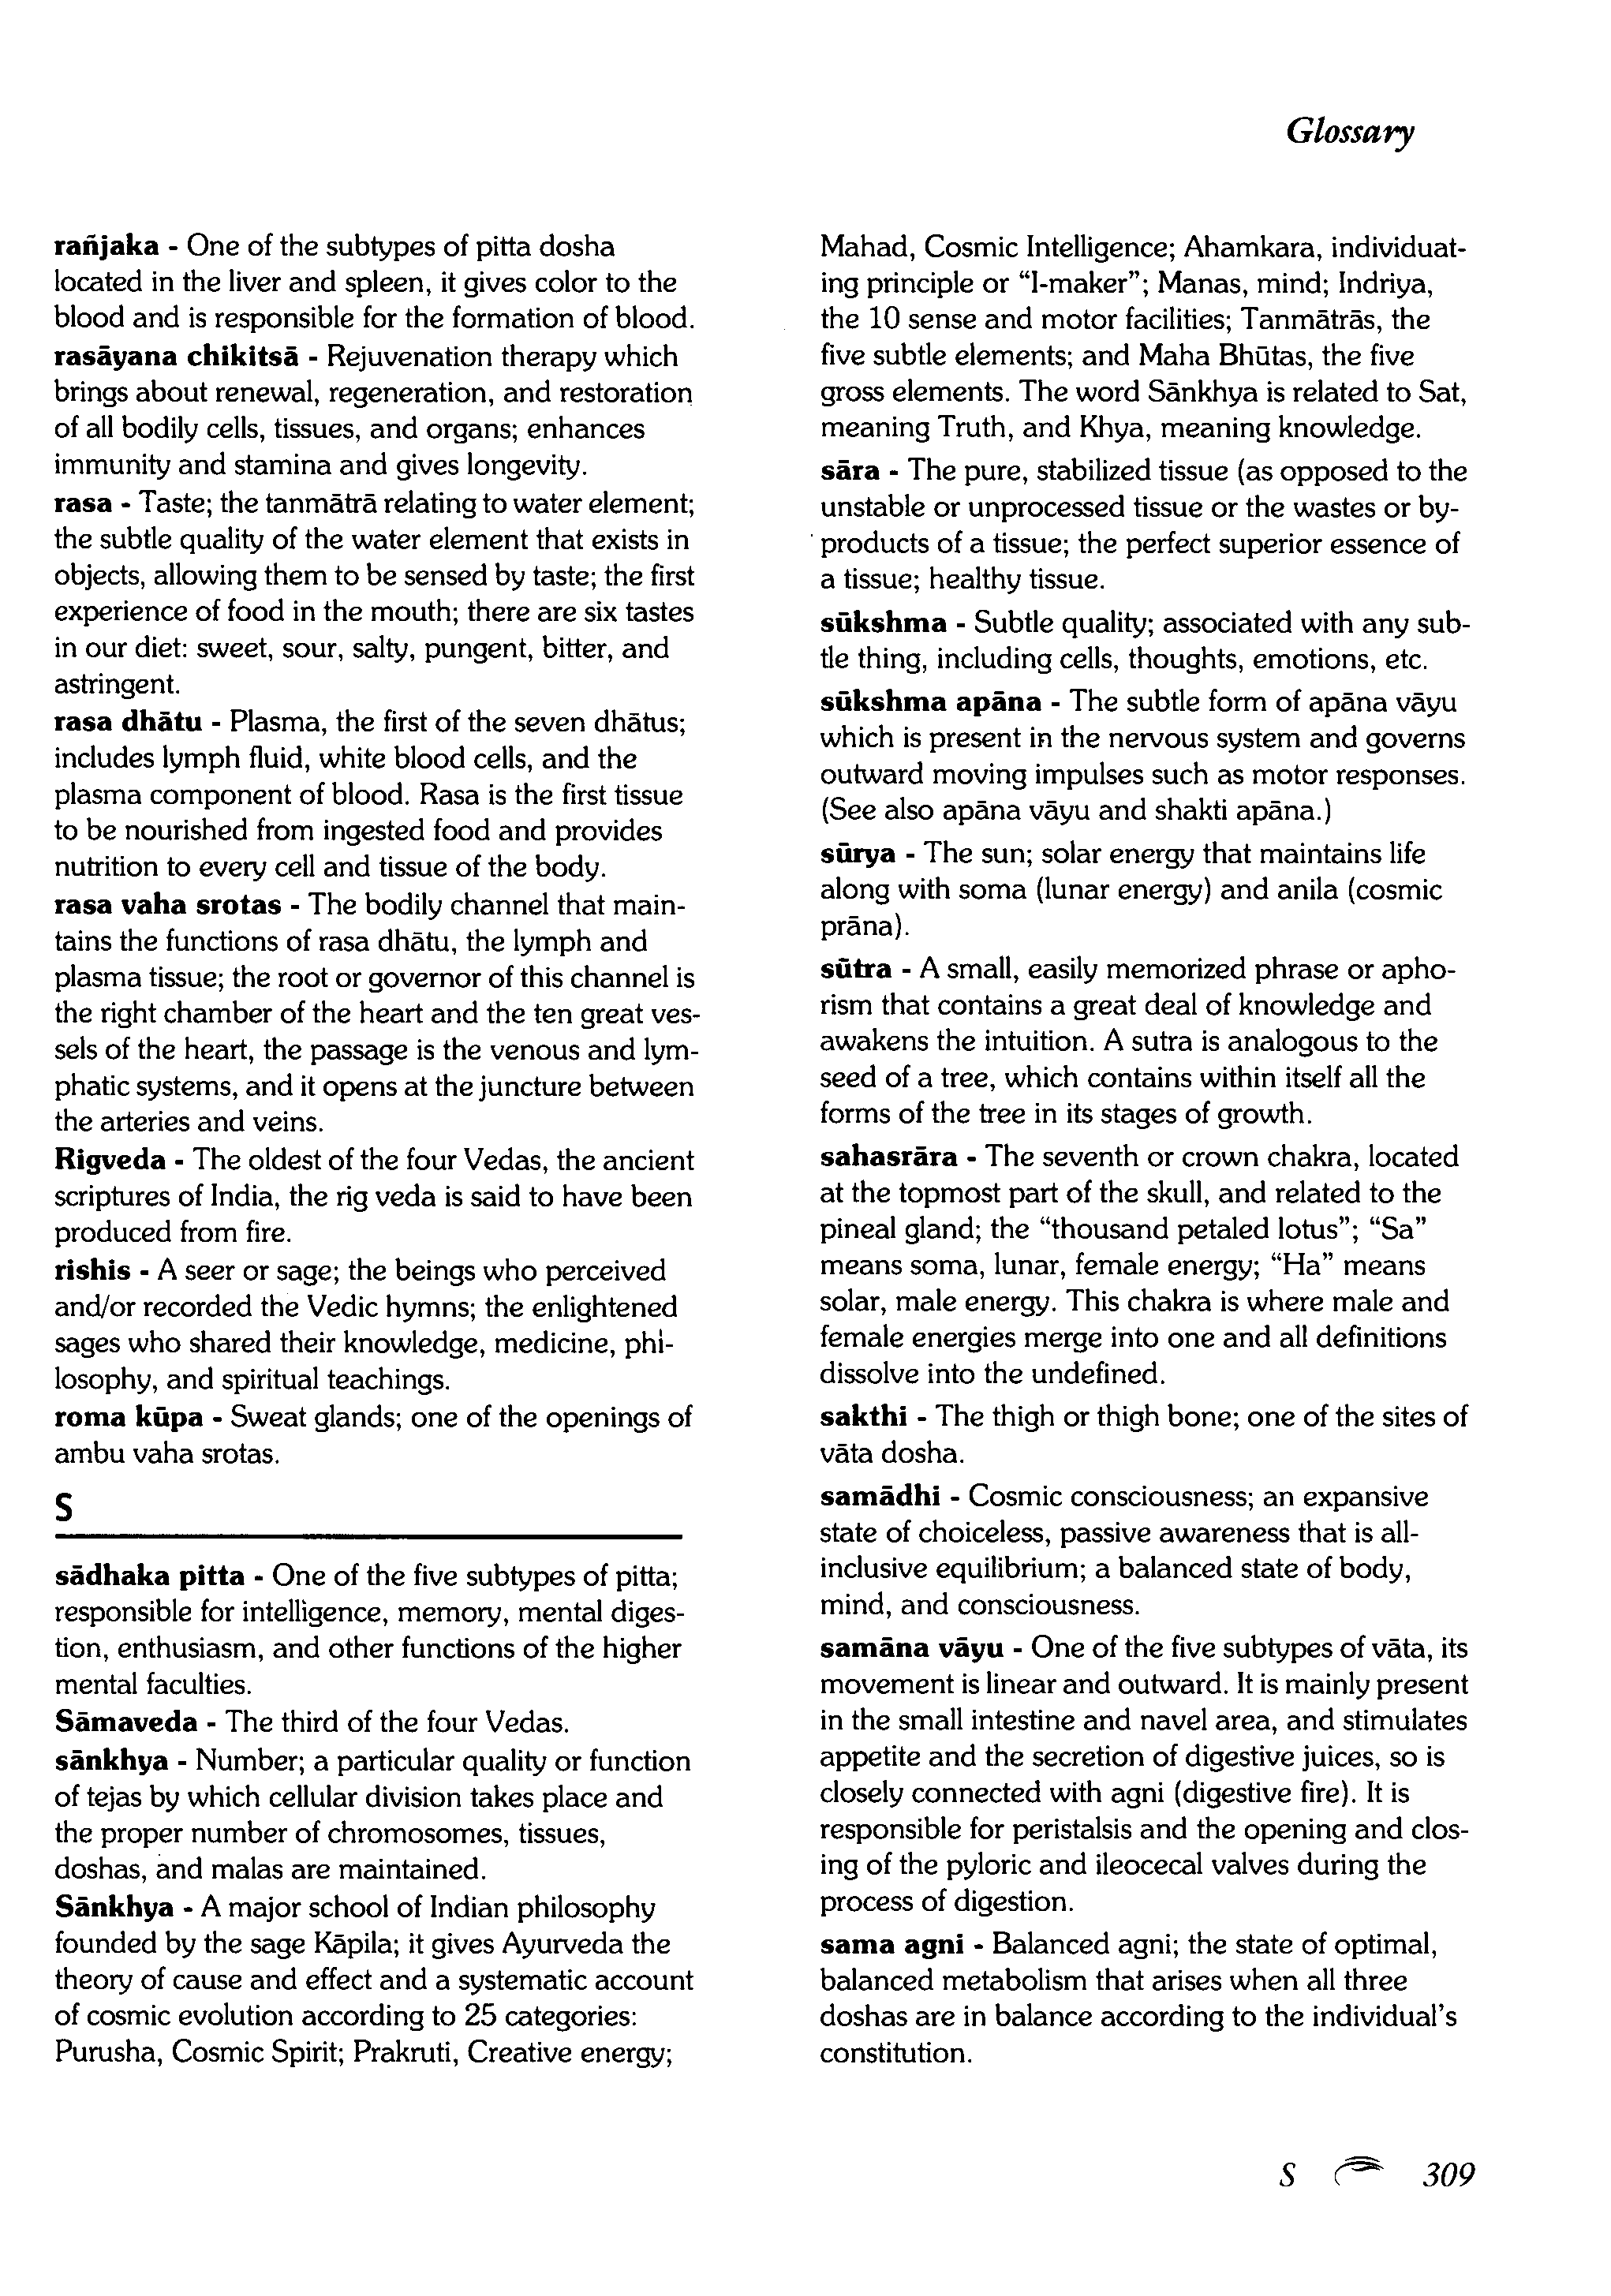 Glossary
rañjaka - One of the subtypes of pitta dosha
located in the liver and spleen, it gives color to the
blood and is responsible for the formation of blood.
rasāyana chikitsā - Rejuvenation therapy which
brings about renewal, regeneration, and restoration
of all bodily cells, tissues, and organs; enhances
immunity and stamina and gives longevity.
rasa - Taste; the tanmātrā relating to water element;
the subtle quality of the water element that exists in
objects, allowing them to be sensed by taste; the first
experience of food in the mouth; there are six tastes
in our diet: sweet, sour, salty, pungent, bitter, and
astringent.
rasa dhātu - Plasma, the first of the seven dhātus;
includes lymph fluid, white blood cells, and the
plasma component of blood. Rasa is the first tissue
to be nourished from ingested food and provides
nutrition to every cell and tissue of the body.
rasa vaha srotas - The bodily channel that main-
tains the functions of rasa dhātu, the lymph and
plasma tissue; the root or governor of this channel is
the right chamber of the heart and the ten great ves-
sels of the heart, the passage is the venous and lym-
phatic systems, and it opens at the juncture between
the arteries and veins.
Rigveda - The oldest of the four Vedas, the ancient
scriptures of India, the rig veda is said to have been
produced from fire.
rishis - A seer or sage; the beings who perceived
and/or recorded the Vedic hymns; the enlightened
sages who shared their knowledge, medicine, phi-
losophy, and spiritual teachings.
roma kūpa - Sweat glands; one of the openings of
ambu vaha srotas.
S
sādhaka pitta - One of the five subtypes of pitta;
responsible for intelligence, memory, mental diges-
tion, enthusiasm, and other functions of the higher
mental faculties.
Sāmaveda - The third of the four Vedas.
sānkhya - Number; a particular quality or function
of tejas by which cellular division takes place and
the proper number of chromosomes, tissues,
doshas, and malas are maintained.
Sānkhya - A major school of Indian philosophy
founded by the sage Kāpila; it gives Ayurveda the
theory of cause and effect and a systematic account
of cosmic evolution according to 25 categories:
Purusha, Cosmic Spirit; Prakruti, Creative energy;
Mahad, Cosmic Intelligence; Ahamkara, individuat-
ing principle or “I-maker”; Manas, mind; Indriya,
the 10 sense and motor facilities; Tanmātrās, the
five subtle elements; and Maha Bhūtas, the five
gross elements. The word Sānkhya is related to Sat,
meaning Truth, and Khya, meaning knowledge.
sāra - The pure, stabilized tissue (as opposed to the
unstable or unprocessed tissue or the wastes or by-
products of a tissue; the perfect superior essence of
a tissue; healthy tissue.
sūkshma - Subtle quality; associated with any sub-
tle thing, including cells, thoughts, emotions, etc.
sūkshma apāna - The subtle form of apāna vāyu
which is present in the nervous system and governs
outward moving impulses such as motor responses.
(See also apāna vāyu and shakti apāna.)
sūrya - The sun; solar energy that maintains life
along with soma (lunar energy) and anila (cosmic
prāna).
sūtra - A small, easily memorized phrase or apho-
rism that contains a great deal of knowledge and
awakens the intuition. A sutra is analogous to the
seed of a tree, which contains within itself all the
forms of the tree in its stages of growth.
sahasrāra - The seventh or crown chakra, located
at the topmost part of the skull, and related to the
pineal gland; the “thousand petaled lotus”; “Sa”
means soma, lunar, female energy; “Ha” means
solar, male energy. This chakra is where male and
female energies merge into one and all definitions
dissolve into the undefined.
sakthi - The thigh or thigh bone; one of the sites of
vāta dosha.
samādhi - Cosmic consciousness; an expansive
state of choiceless, passive awareness that is all-
inclusive equilibrium; a balanced state of body,
mind, and consciousness.
samāna vāyu - One of the five subtypes of vāta, its
movement is linear and outward. It is mainly present
in the small intestine and navel area, and stimulates
appetite and the secretion of digestive juices, so is
closely connected with agni (digestive fire). It is
responsible for peristalsis and the opening and clos-
ing of the pyloric and ileocecal valves during the
process of digestion.
sama agni - Balanced agni; the state of optimal,
balanced metabolism that arises when all three
doshas are in balance according to the individual’s
constitution.
S 309